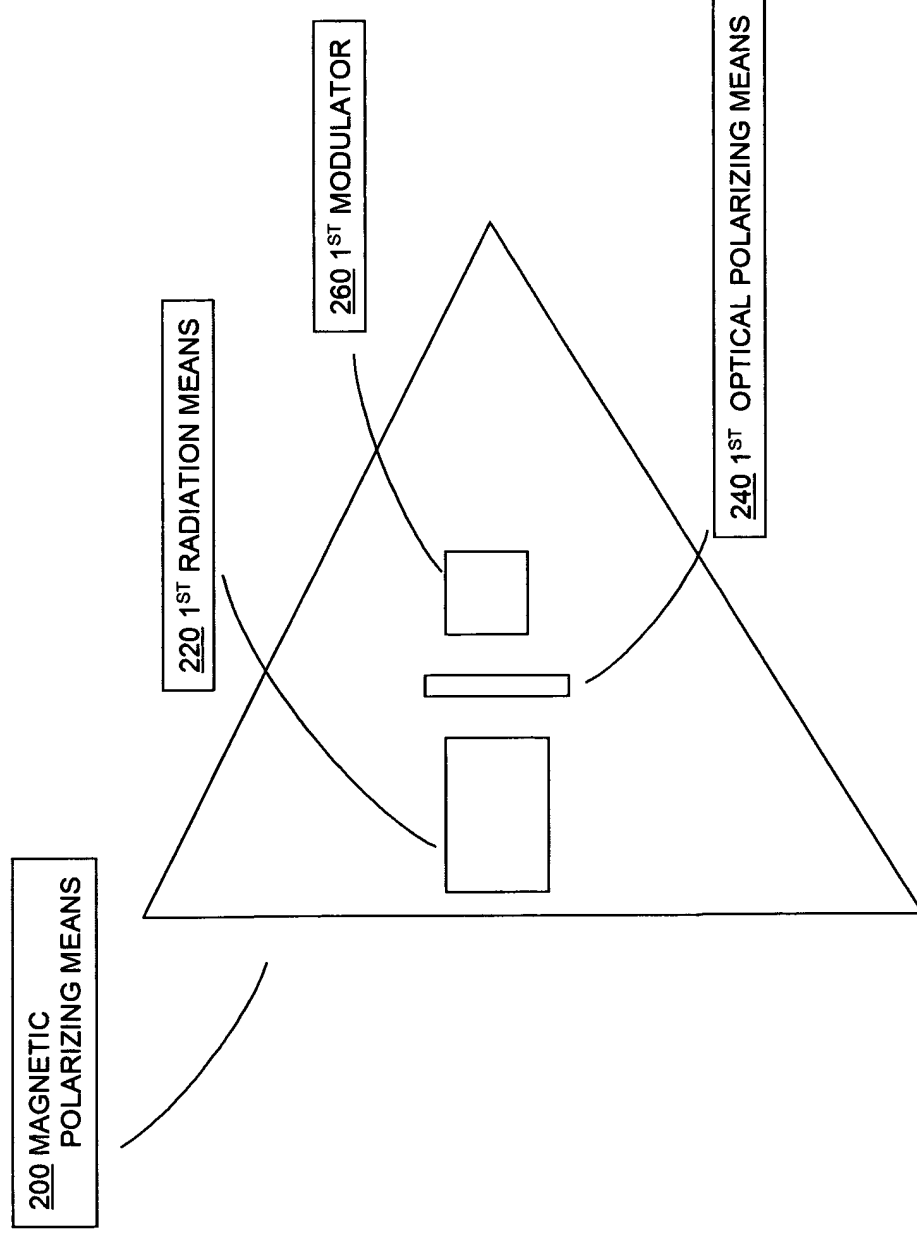 200 MAGNETIC
POLARIZING MEANS
220 1ST RADIATION MEANS
260 1ST MODULATOR
240 1ST OPTICAL POLARIZING MEANS